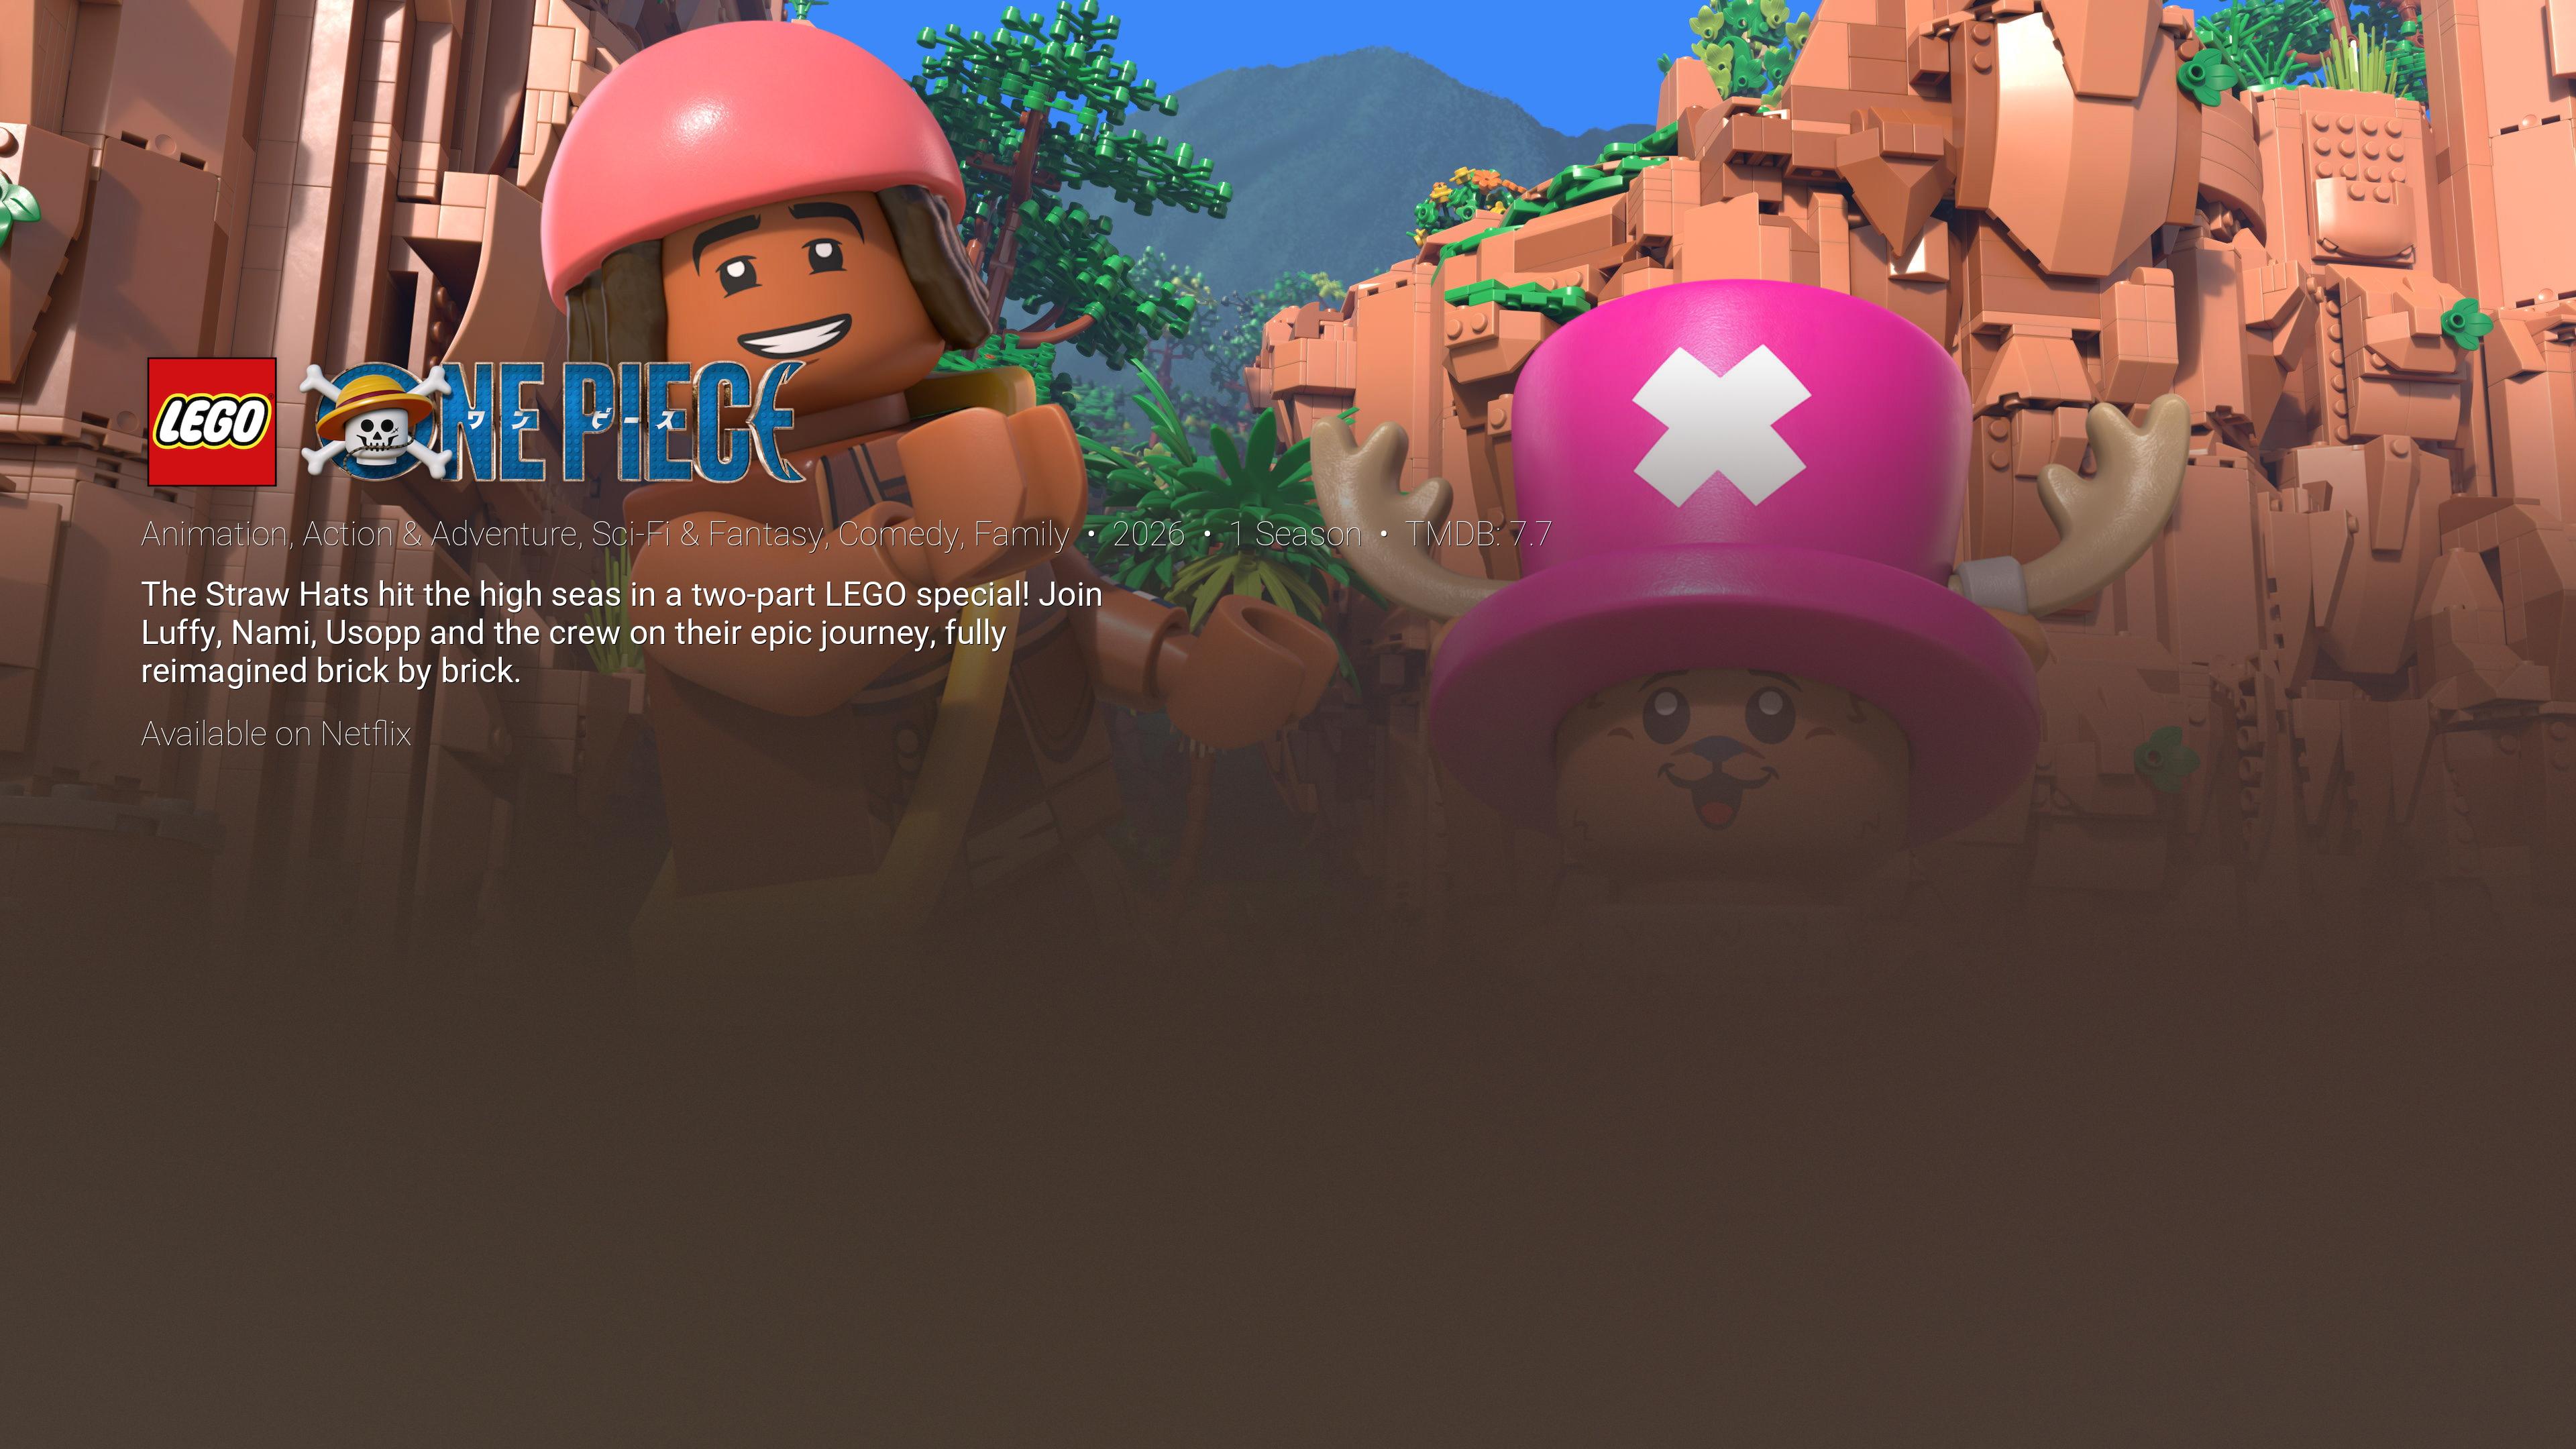 LEGO
ONE PIECE
ワンピース
Animation, Action & Adventure, Sci-Fi & Fantasy, Comedy, Family • 2026 • 1 Season • TMDB: 7.7
The Straw Hats hit the high seas in a two-part LEGO special! Join
Luffy, Nami, Usopp and the crew on their epic journey, fully
reimagined brick by brick.
Available on Netflix